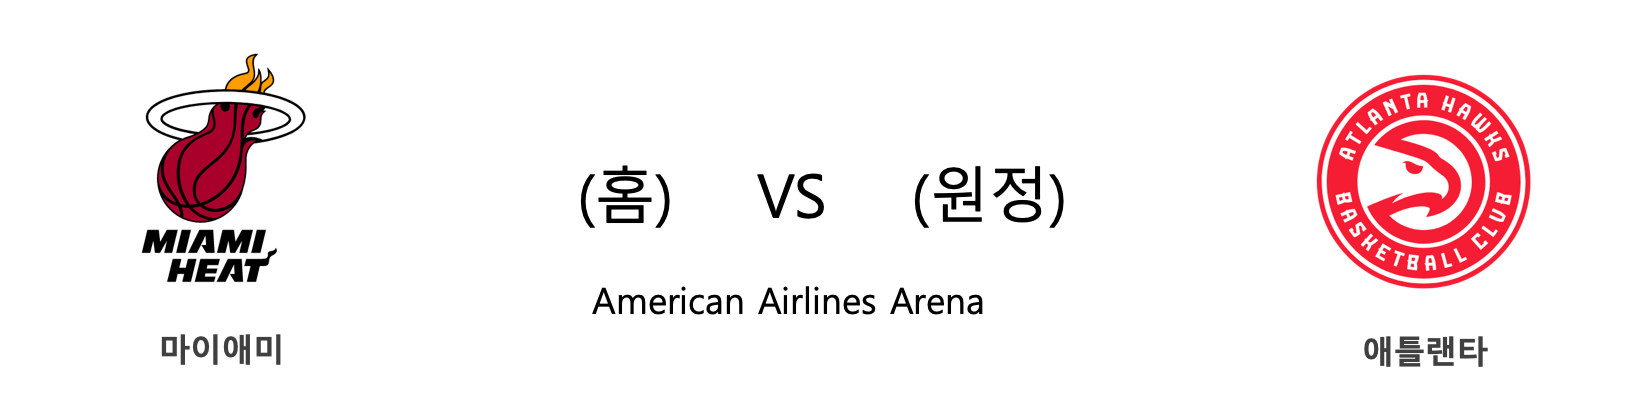 MIAMI
HEAT
마이애미
(홈) VS (원정)
American Airlines Arena
ATLANTA HAWKS
BASKETBALL CLUB
애틀랜타